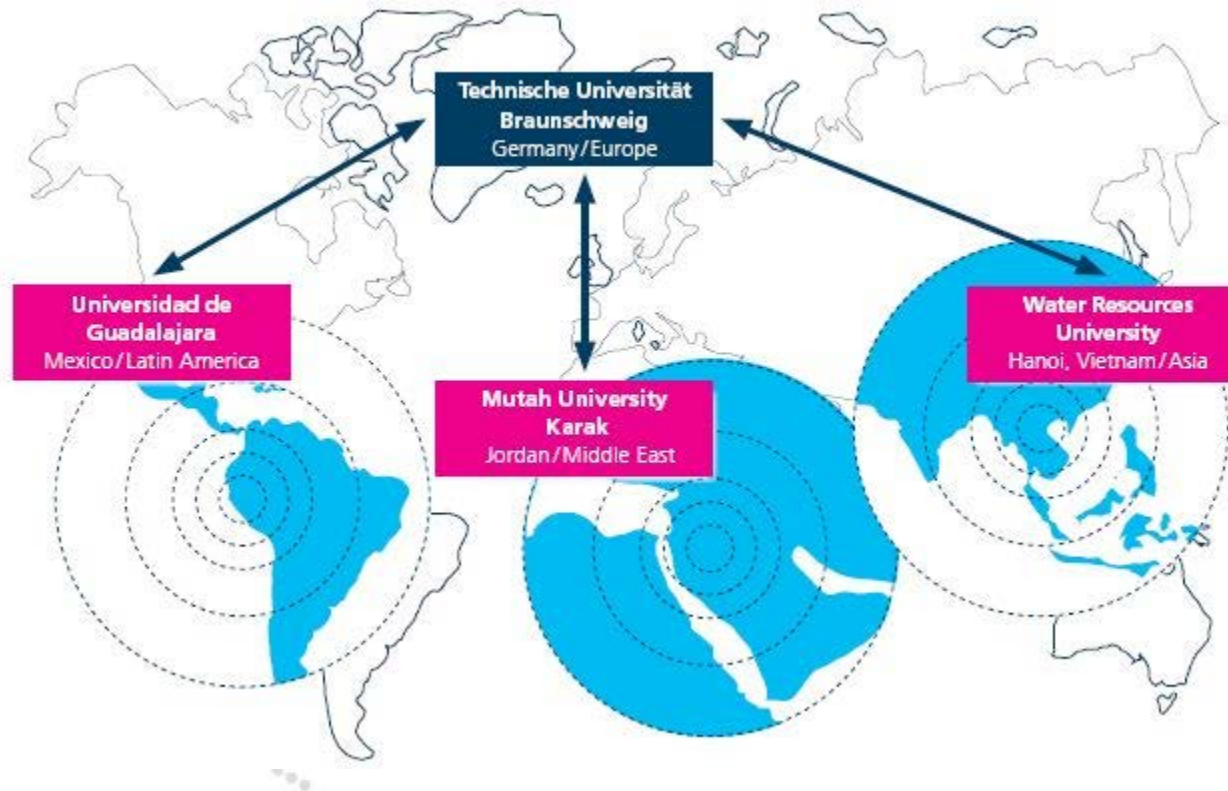 Technische Universität
Braunschweig
Germany/Europe
Universidad de
Guadalajara
Mexico/Latin America
Mutah University
Karak
Jordan/Middle East
Water Resources
University
Hanoi, Vietnam/Asia